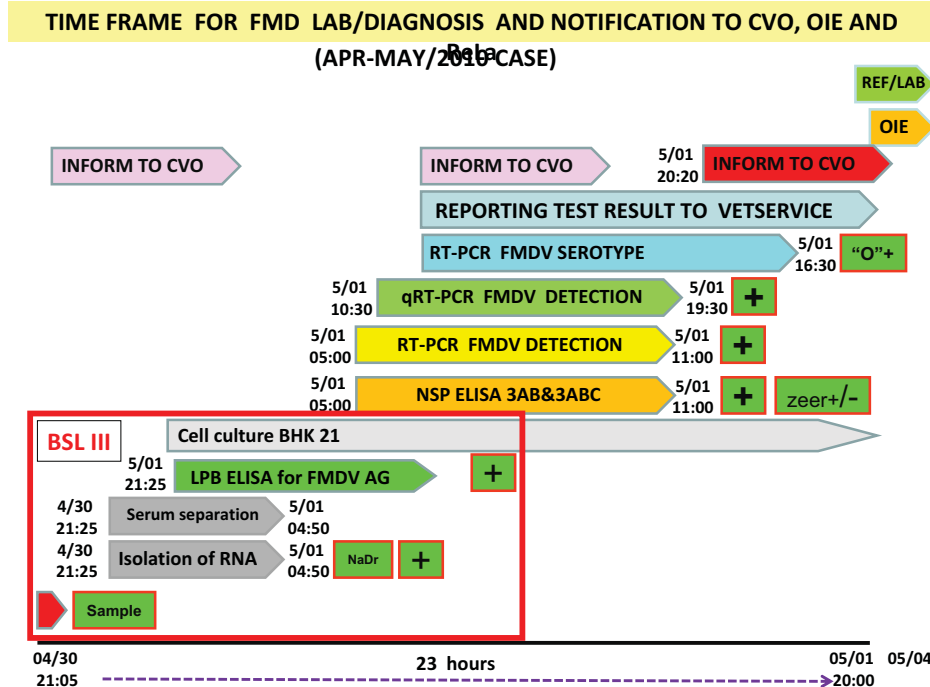 TIME FRAME FOR FMD LAB/DIAGNOSIS AND NOTIFICATION TO CVO, OIE AND
ReLa
(APR-MAY/2010 CASE)
REF/LAB
OIE
INFORM TO CVO
INFORM TO CVO
5/01
20:20
INFORM TO CVO
REPORTING TEST RESULT TO VETSERVICE
RT-PCR FMDV SEROTYPE
5/01
16:30
“O”+
5/01
10:30
qRT-PCR FMDV DETECTION
5/01
19:30
+
5/01
05:00
RT-PCR FMDV DETECTION
5/01
11:00
+
5/01
05:00
NSP ELISA 3AB&3ABC
5/01
11:00
+
zeer+/-
BSL III
Cell culture BHK 21
5/01
21:25
LPB ELISA for FMDV AG
+
4/30
21:25
Serum separation
5/01
04:50
4/30
21:25
Isolation of RNA
5/01
04:50
NaDr
+
Sample
04/30
21:05
23 hours
05/01
20:00
05/04